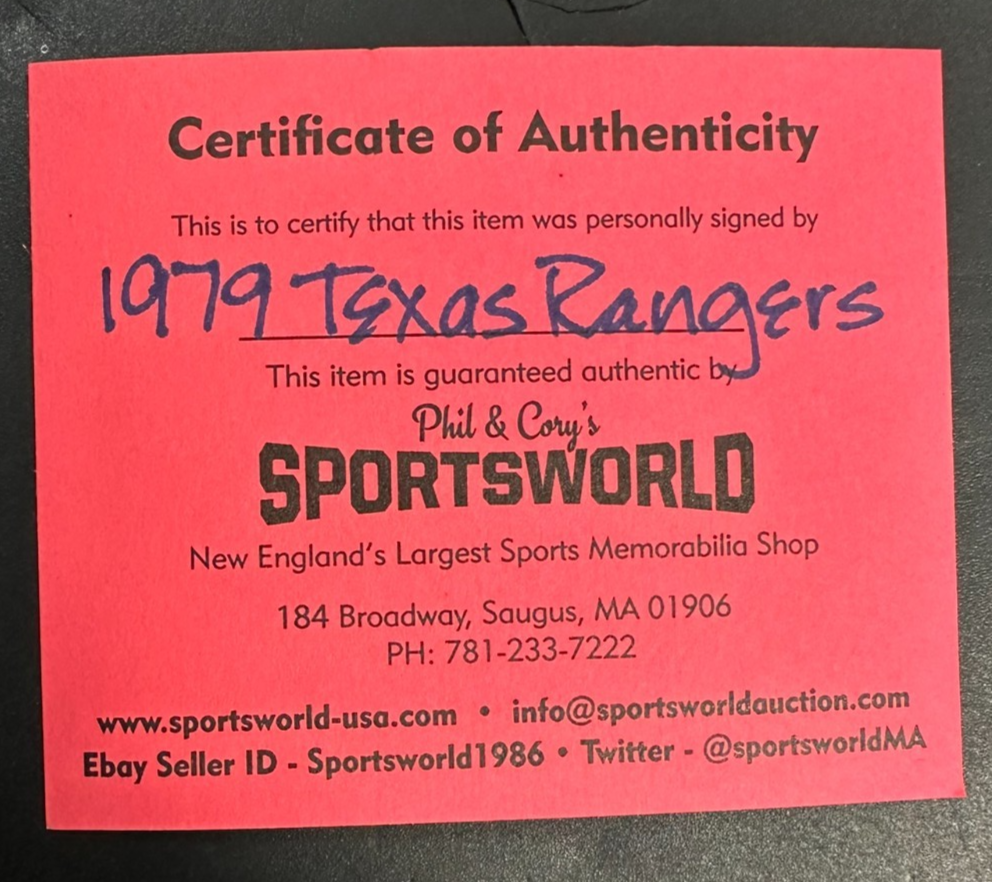 Certificate of Authenticity
This is to certify that this item was personally signed by
1979 Texas Rangers
This item is guaranteed authentic by
Phil & Cory's
SPORTSWORLD
New England's Largest Sports Memorabilia Shop
184 Broadway, Saugus, MA 01906
PH: 781-233-7222
www.sportsworld-usa.com • info@sportsworldauction.com
Ebay Seller ID - Sportsworld1986 • Twitter - @sportsworldMA